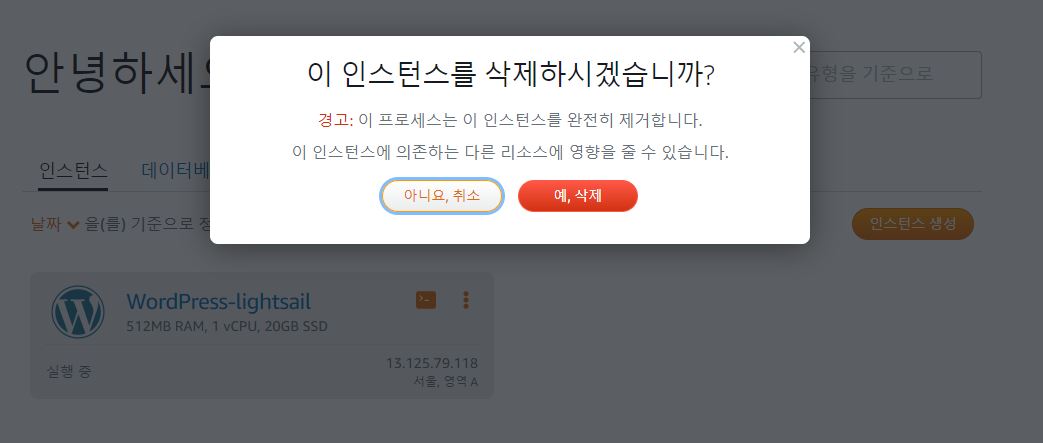 이 인스턴스를 삭제하시겠습니까?
경고: 이 프로세스는 이 인스턴스를 완전히 제거합니다.
이 인스턴스에 의존하는 다른 리소스에 영향을 줄 수 있습니다.
아니요, 취소
예, 삭제
안녕하세
유형을 기준으로
인스턴스
데이터베
날짜 을(를) 기준으로 정
인스턴스 생성
WordPress-lightsail
512MB RAM, 1 vCPU, 20GB SSD
실행 중
13.125.79.118
서울, 영역 A